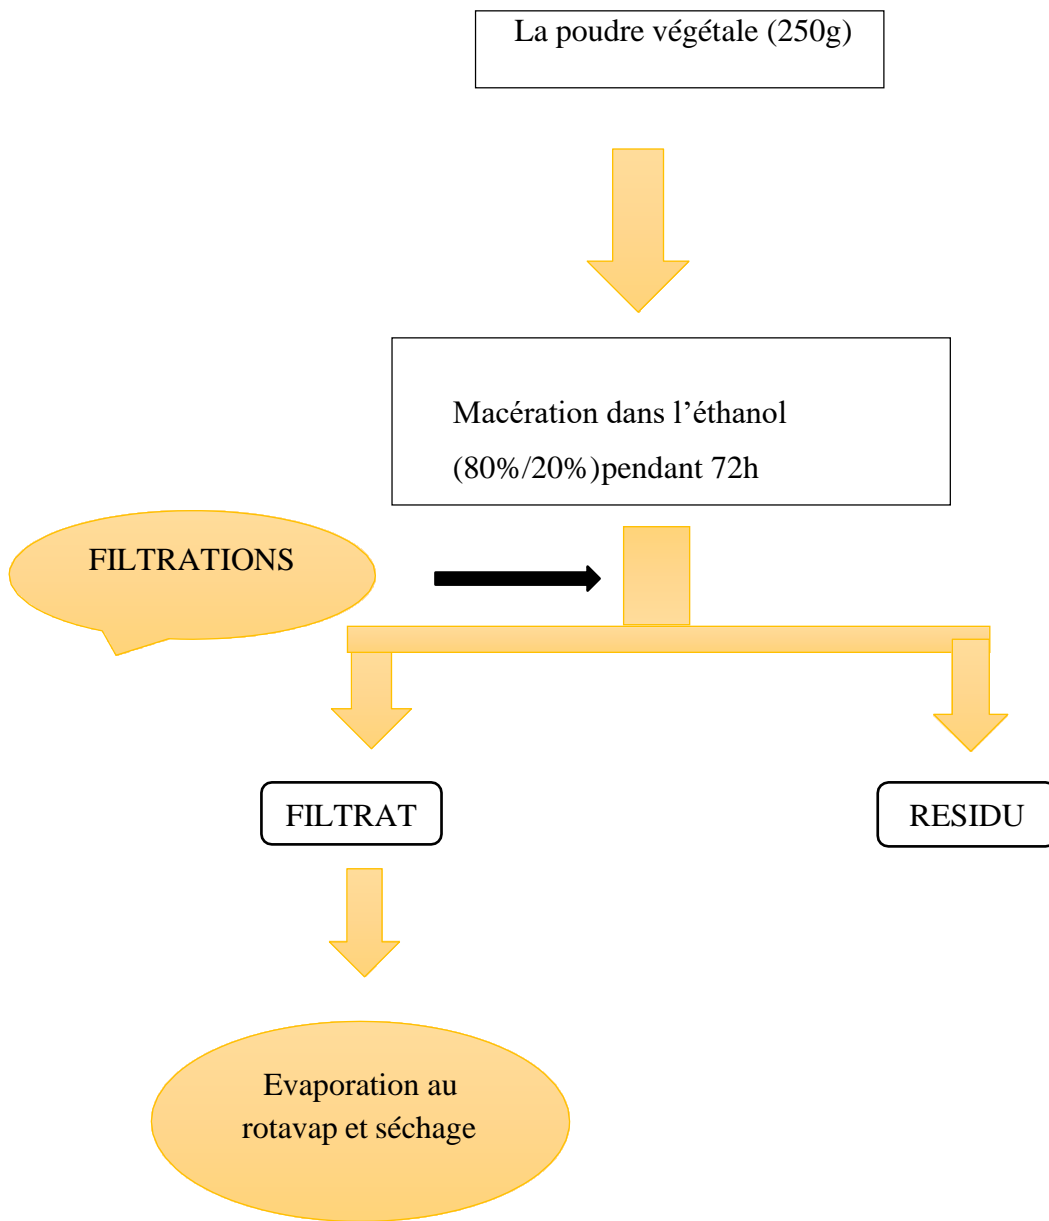 La poudre végétale (250g)
Macération dans l’éthanol
(80%/20%)pendant 72h
FILTRATIONS
FILTRAT
RESIDU
Evaporation au
rotavap et séchage